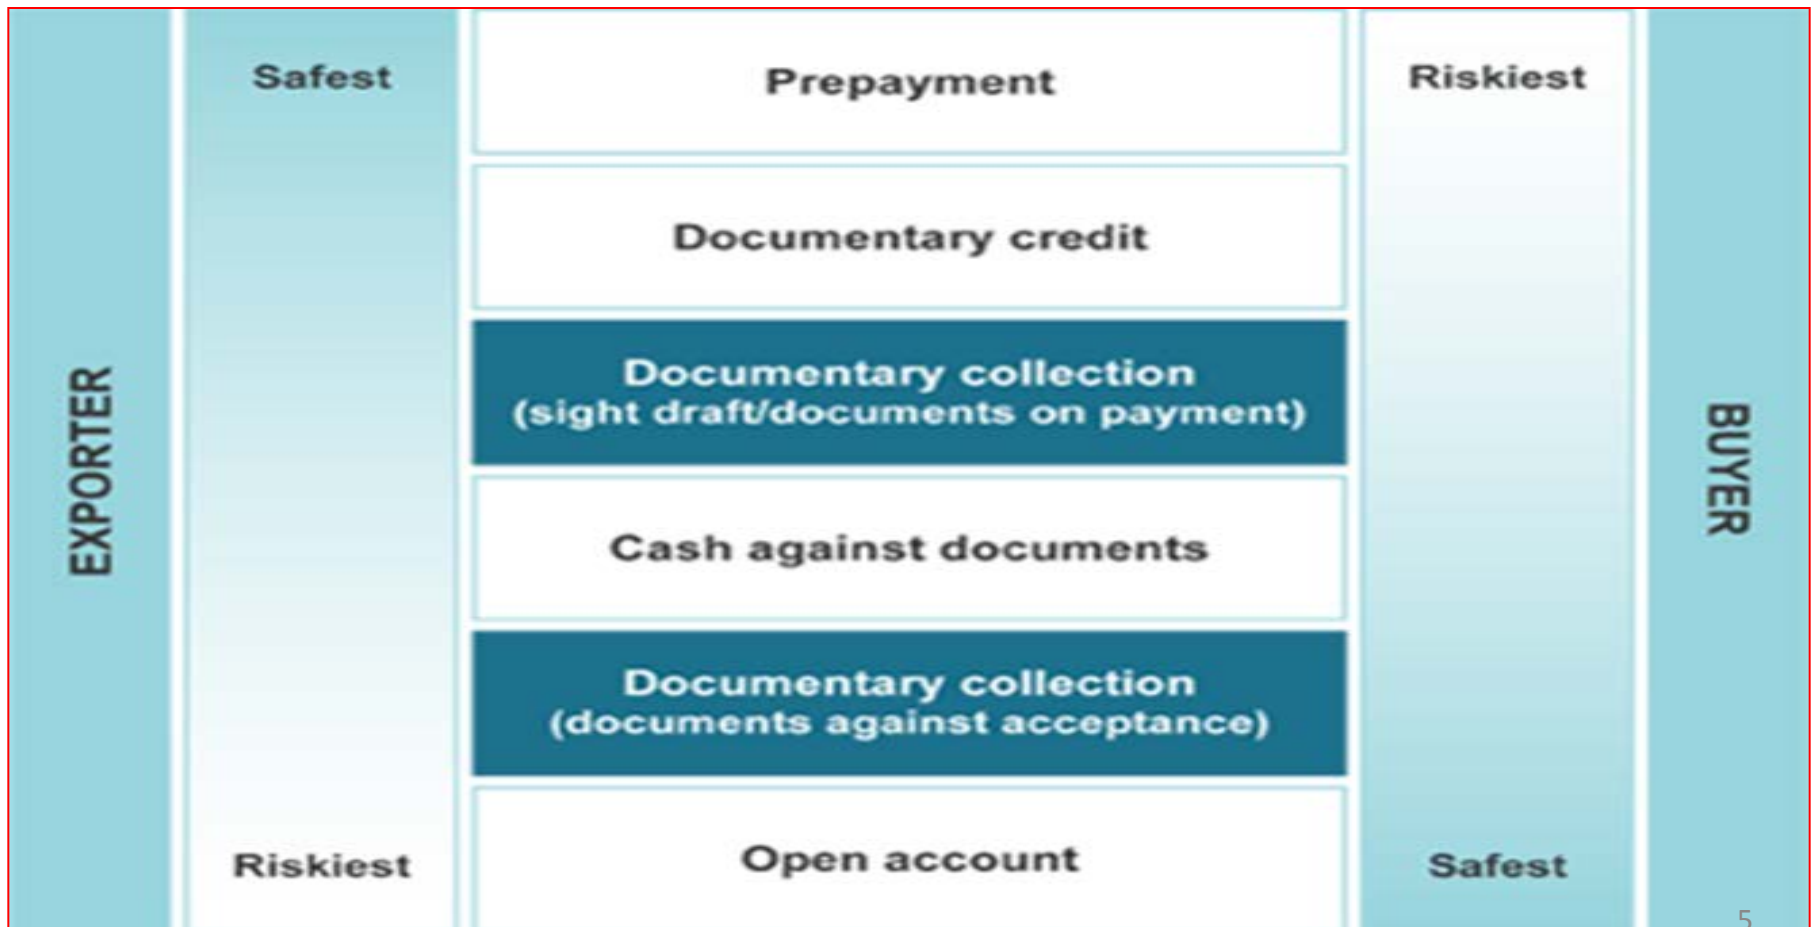 Safest
Prepayment
Riskiest
Documentary credit
Documentary collection
(sight draft/documents on payment)
EXPORTER
BUYER
Cash against documents
Documentary collection
(documents against acceptance)
Riskiest
Open account
Safest
5